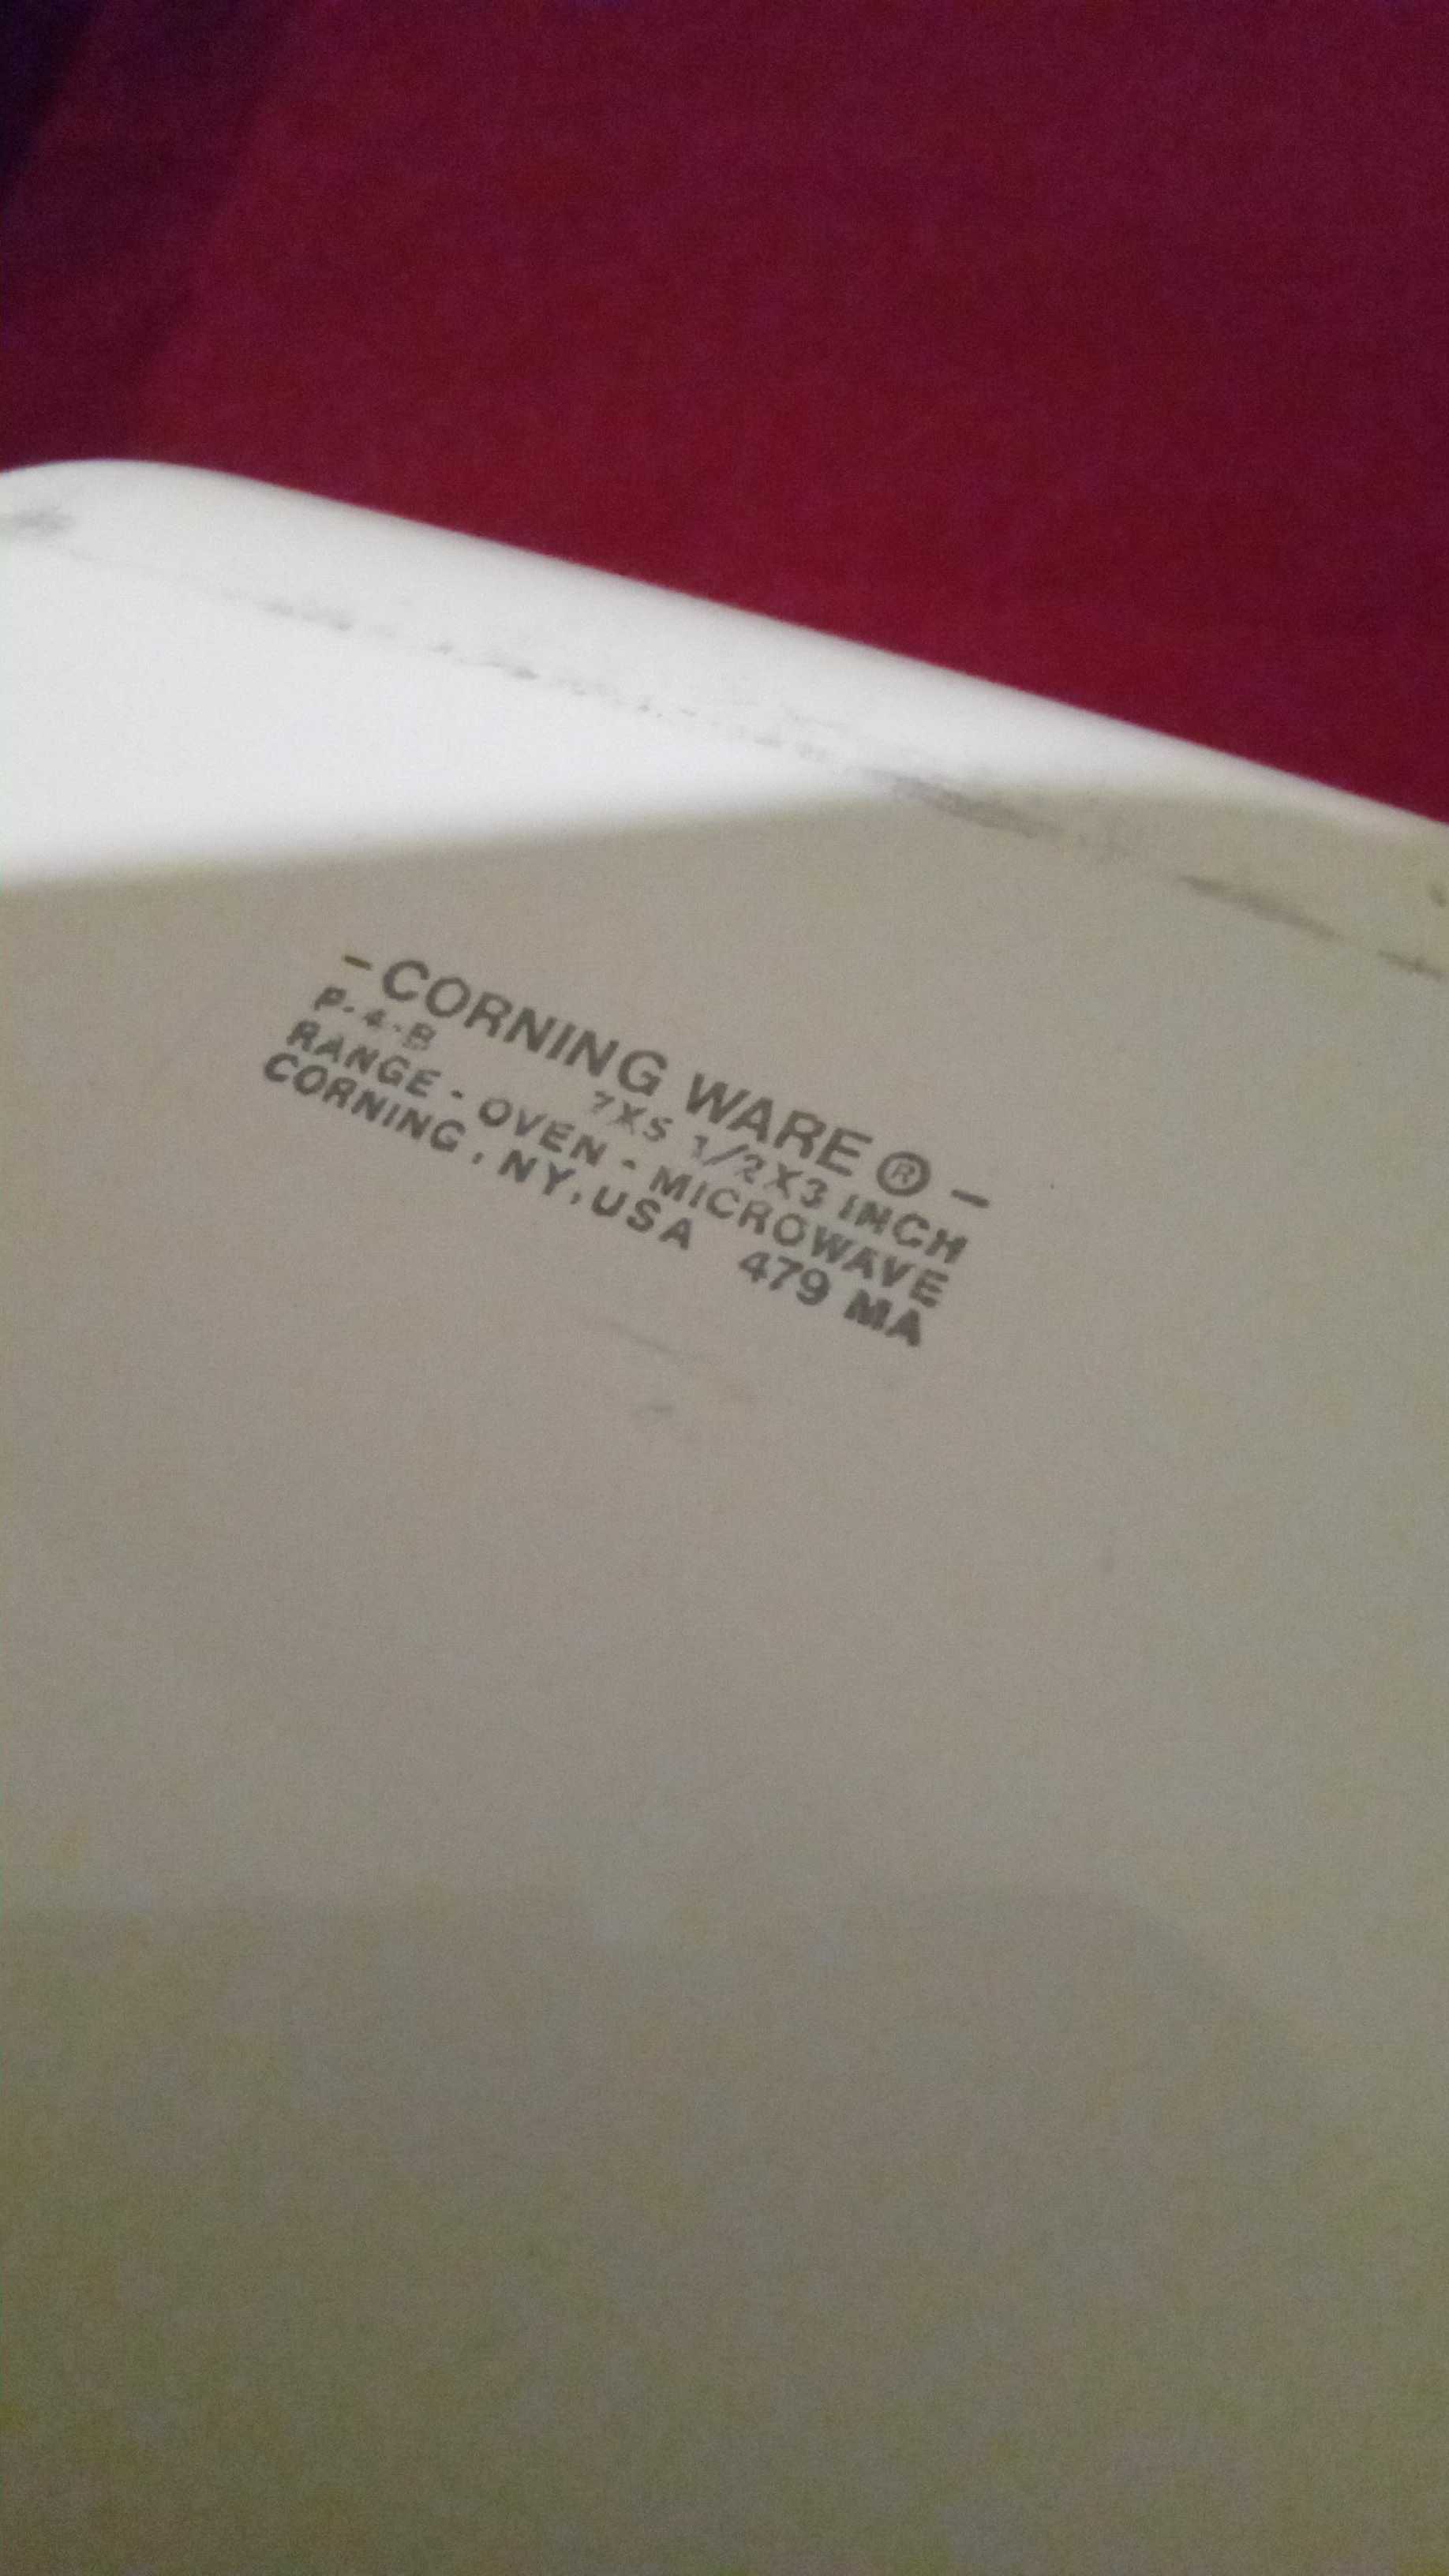 -CORNING WARE ® -
P-4-B 7X5 1/2X3 INCH
RANGE - OVEN - MICROWAVE
CORNING, NY, USA 479 MA